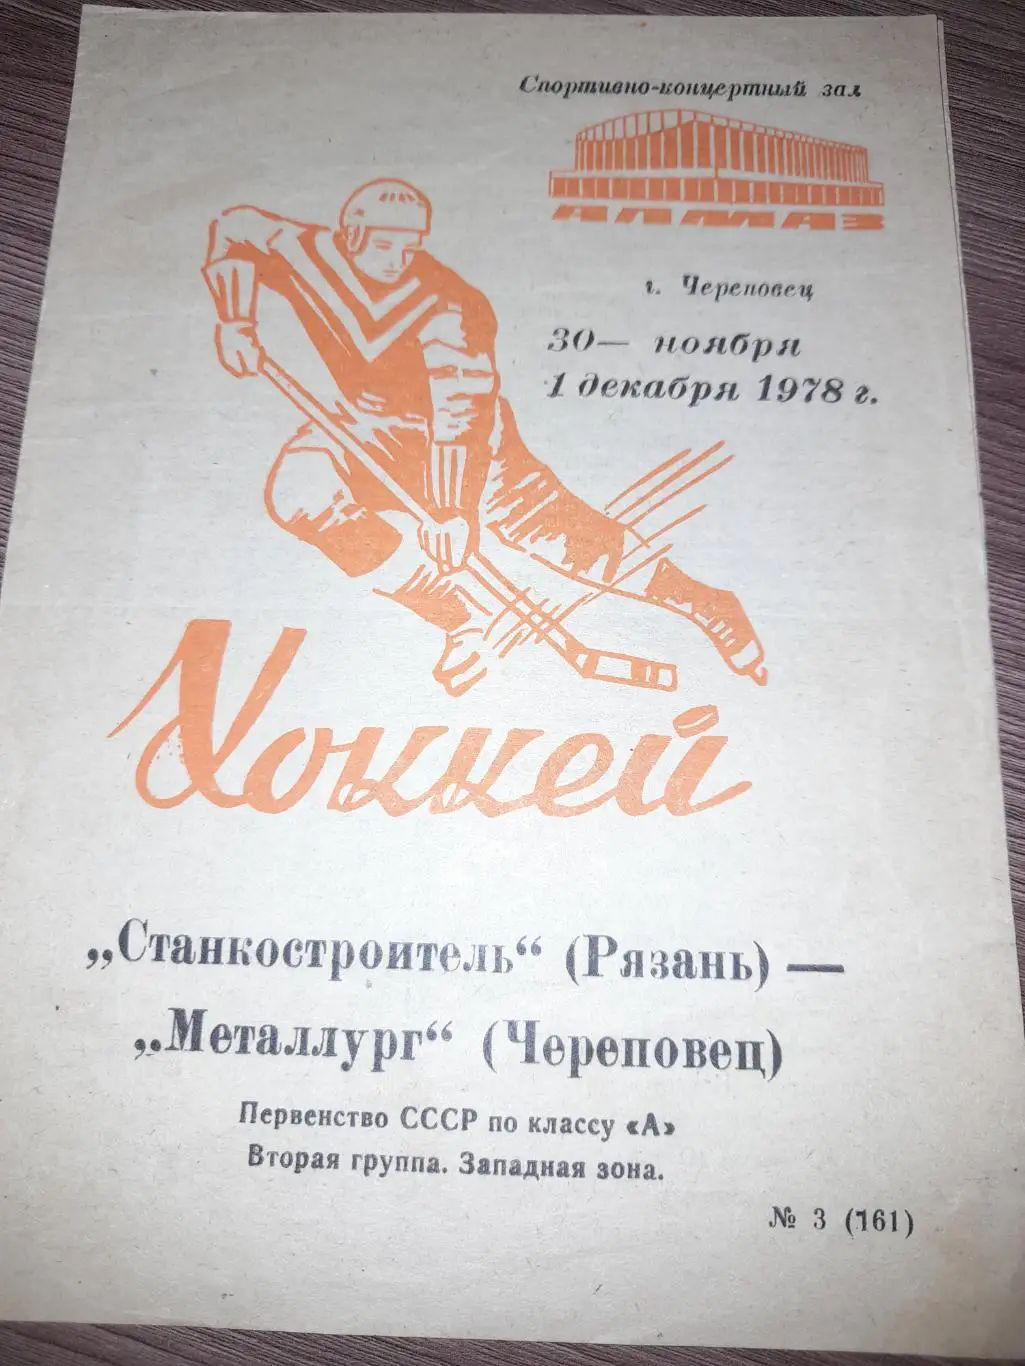 Спортивно-концертный зал
АЛМАЗ
г. Череповец
30— ноября
1 декабря 1978 г.
Хоккей
„Станкостроитель“ (Рязань) —
„Металлург“ (Череповец)
Первенство СССР по классу «А»
Вторая группа. Западная зона.
№ 3 (161)